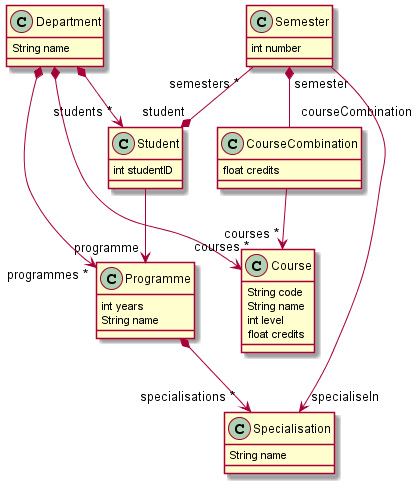 C Department
String name
C Semester
int number
semesters *
semester
students *
student
courseCombination
C Student
int studentID
C CourseCombination
float credits
programme
courses *
courses *
programmes *
C Programme
int years
String name
C Course
String code
String name
int level
float credits
specialisations *
specialiseIn
C Specialisation
String name